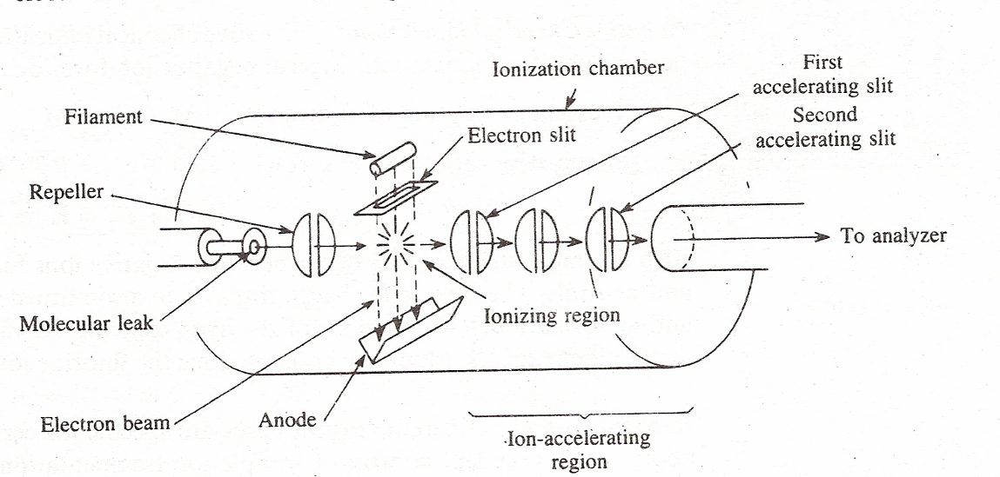 Ionization chamber
First
accelerating slit
Second
accelerating slit
Filament
Electron slit
Repeller
To analyzer
Molecular leak
Ionizing region
Electron beam
Anode
Ion-accelerating
region